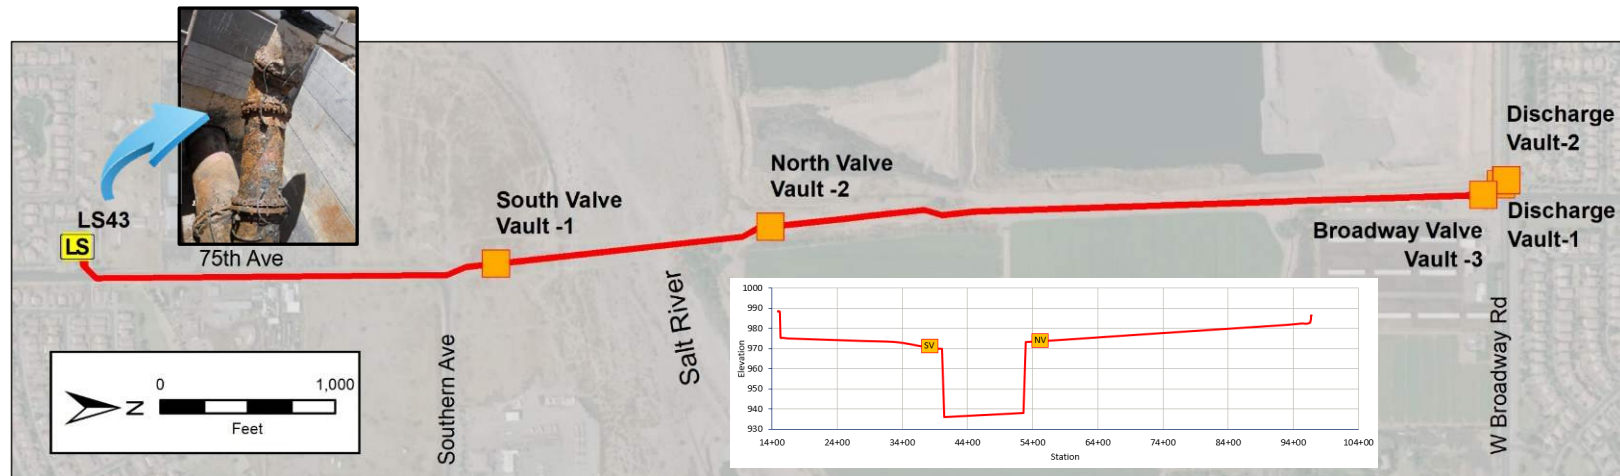 Discharge
Vault-2
North Valve
Vault -2
South Valve
Vault -1
LS43
LS
75th Ave
Discharge
Vault-1
Broadway Valve
Vault -3
Salt River
Southern Ave
W Broadway Rd
N
0 1,000
Feet
1000
990
980
970
960
950
940
930
Elevation
SV
NV
14+00 24+00 34+00 44+00 54+00 64+00 74+00 84+00 94+00 104+00
Station